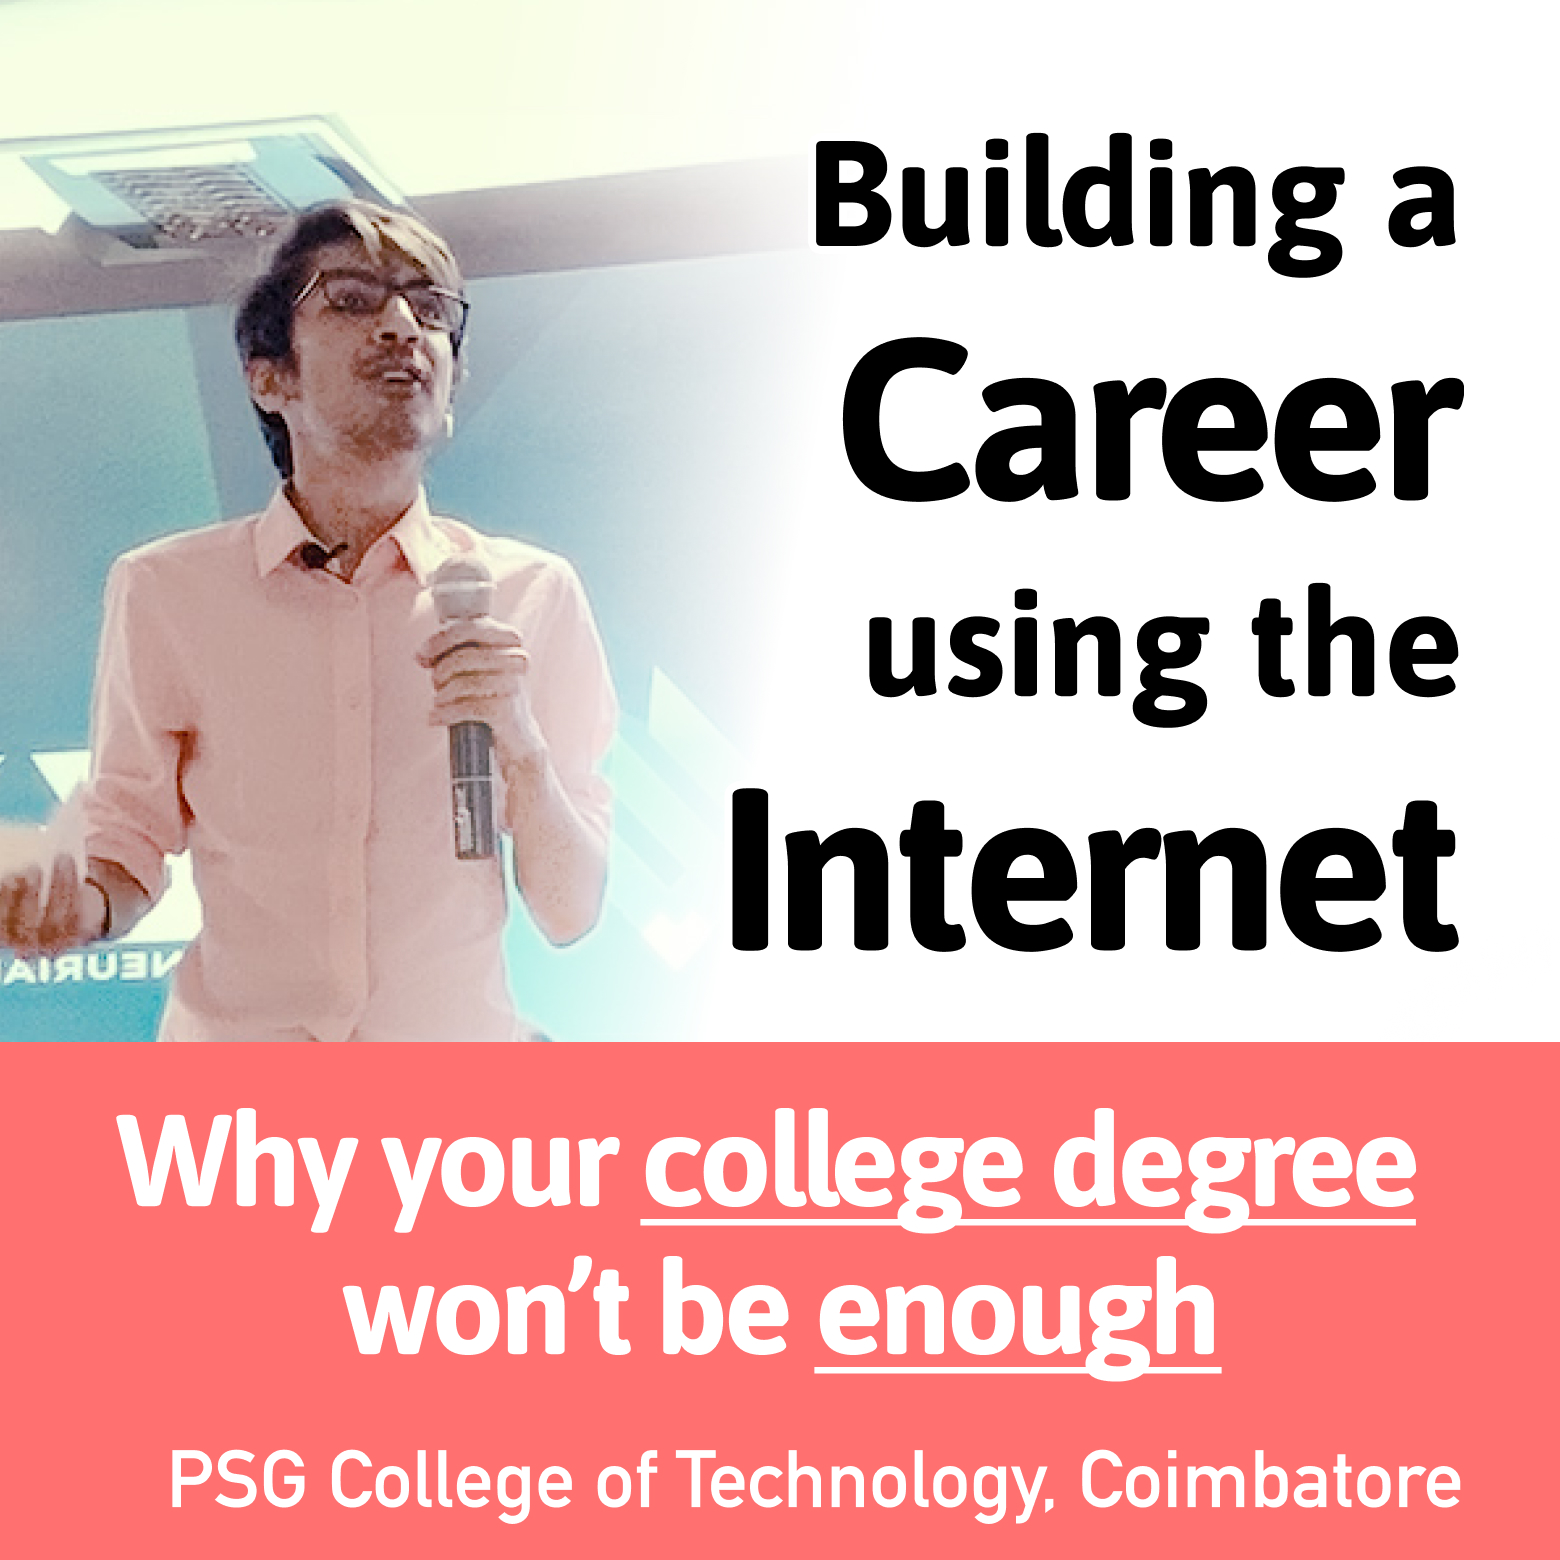 Building a
Career
using the
Internet
Why your college degree
won’t be enough
PSG College of Technology, Coimbatore